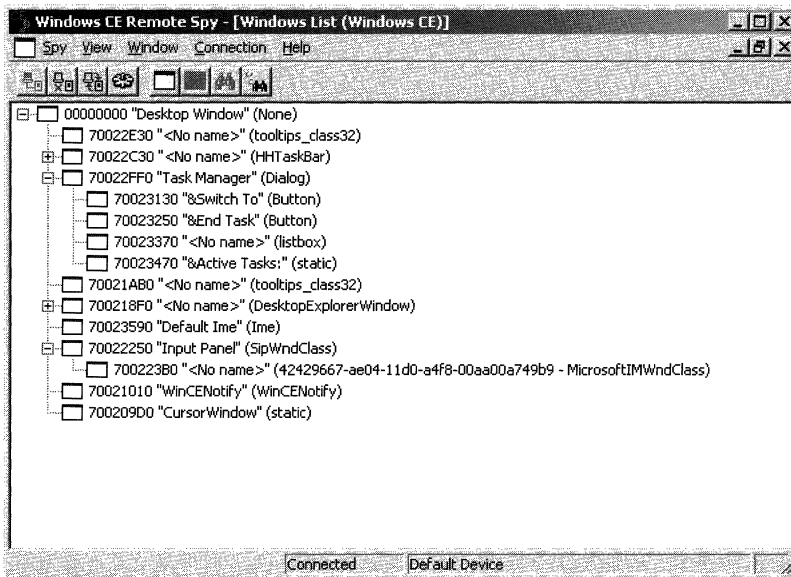 Windows CE Remote Spy - [Windows List (Windows CE)]
Spy View Window Connection Help
00000000 "Desktop Window" (None)
70022E30 "<No name>" (tooltips_class32)
70022C30 "<No name>" (HHTaskBar)
70022FF0 "Task Manager" (Dialog)
70023130 "&Switch To" (Button)
70023250 "&End Task" (Button)
70023370 "<No name>" (listbox)
70023470 "&Active Tasks:" (static)
70021AB0 "<No name>" (tooltips_class32)
700218F0 "<No name>" (DesktopExplorerWindow)
70023590 "Default Ime" (Ime)
70022250 "Input Panel" (SipWndClass)
700223B0 "<No name>" (42429667-ae04-11d0-a4f8-00aa00a749b9 - MicrosoftIMWndClass)
70021010 "WinCENotify" (WinCENotify)
700209D0 "CursorWindow" (static)
Connected Default Device